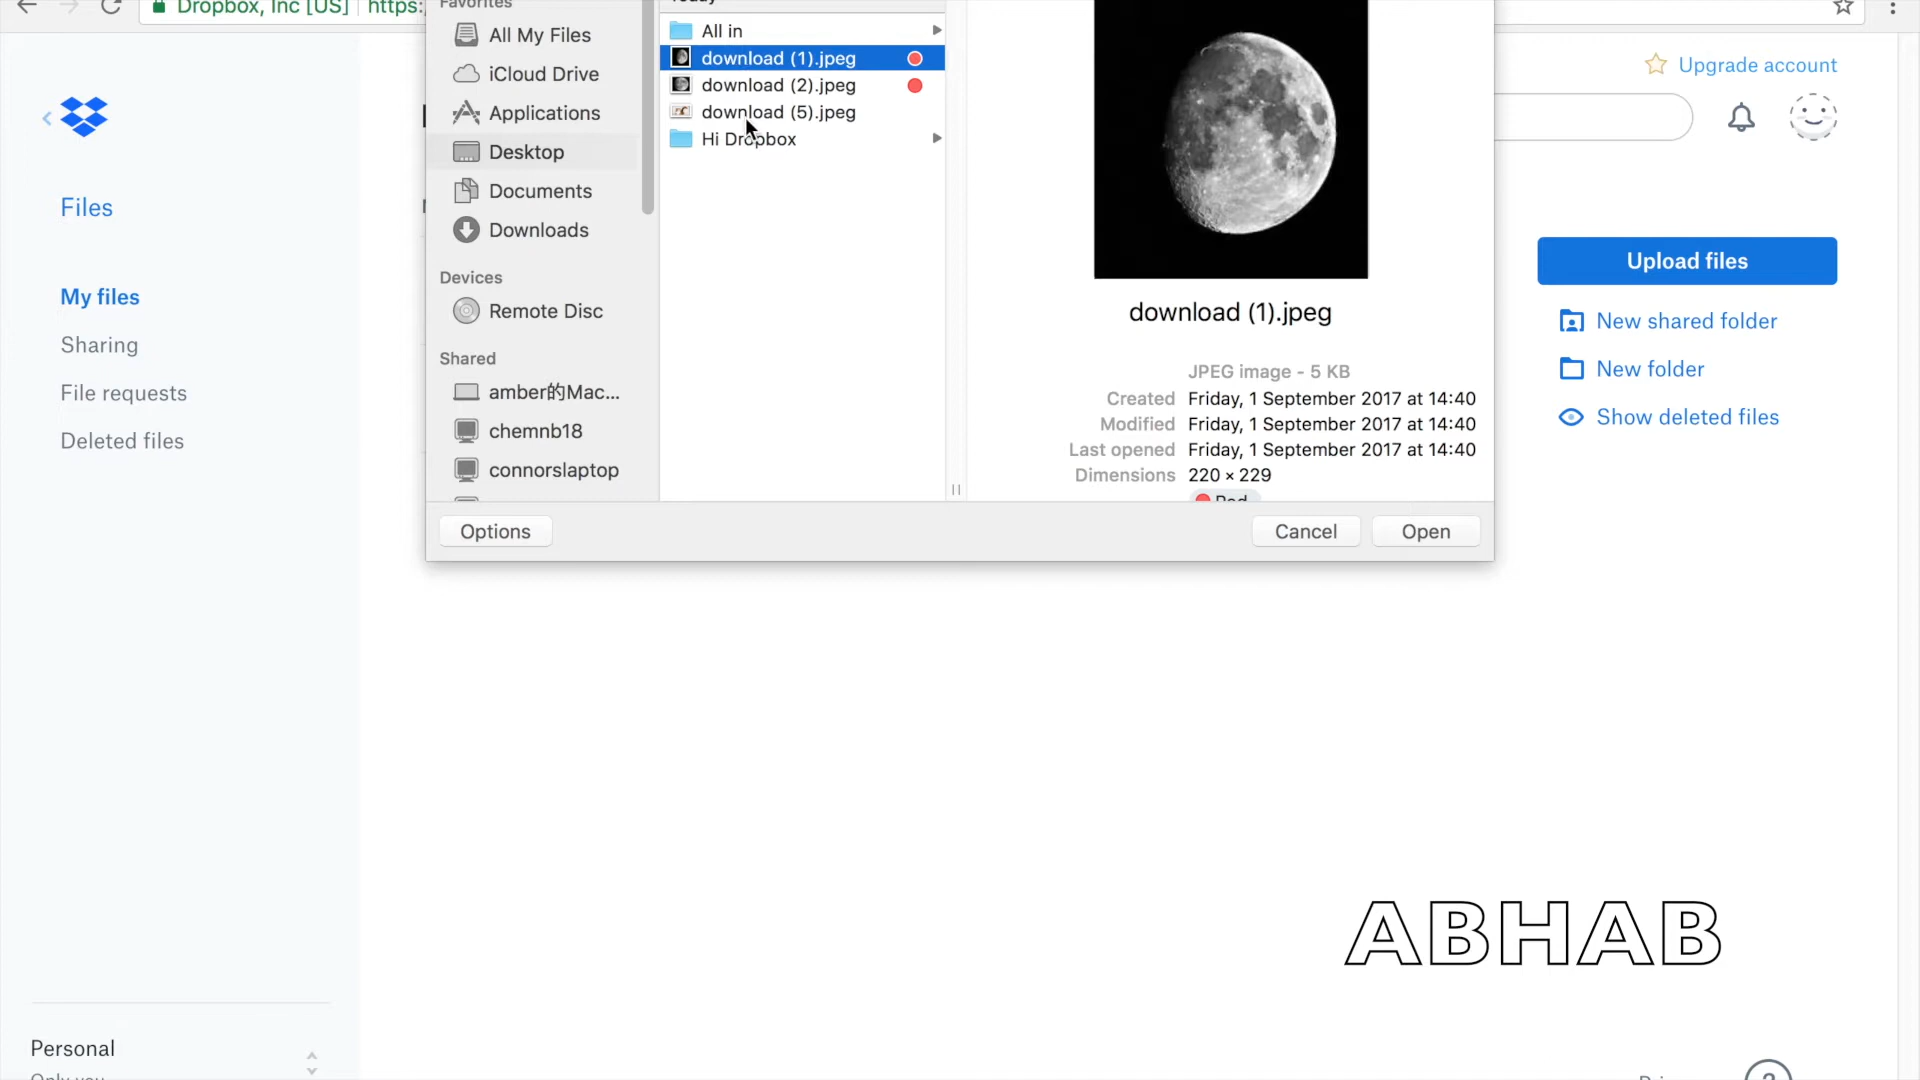 Dropbox, Inc [US]
https:
Favorites
All My Files
iCloud Drive
Applications
Desktop
Documents
Downloads
Devices
Remote Disc
Shared
amber的Mac...
chemnb18
connorslaptop
Today
All in
download (1).jpeg
download (2).jpeg
download (5).jpeg
Hi Dropbox
download (1).jpeg
JPEG image - 5 KB
Created Friday, 1 September 2017 at 14:40
Modified Friday, 1 September 2017 at 14:40
Last opened Friday, 1 September 2017 at 14:40
Dimensions 220 × 229
Red
Options
Cancel
Open
Files
My files
Sharing
File requests
Deleted files
Upgrade account
Upload files
New shared folder
New folder
Show deleted files
ABHAB
Personal
Only you